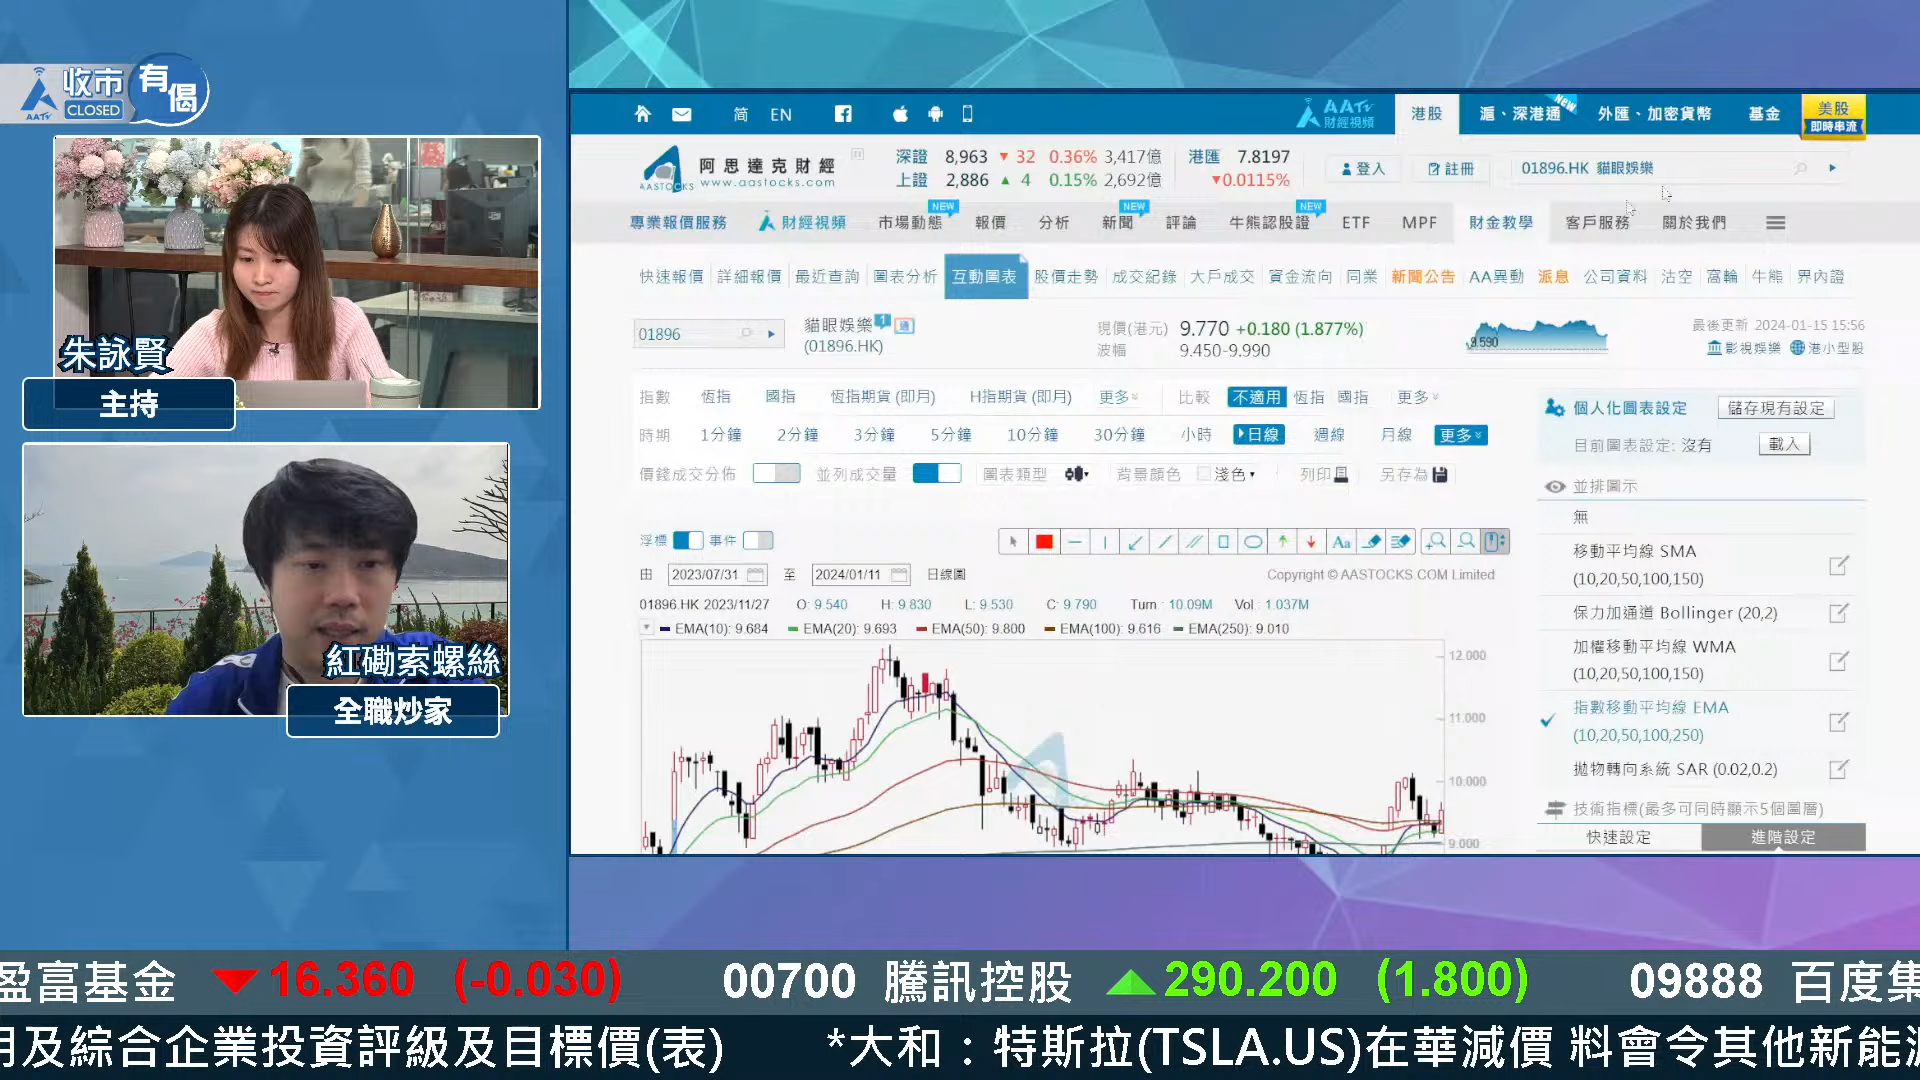 收市
CLOSED
有偈
AATV
朱詠賢
主持
紅磡索螺絲
全職炒家
简 EN
AATV
財經視頻
港股
滬、深港通
New
外匯、加密貨幣
基金
美股
即時串流
AASTOCKS
阿思達克財經
www.aastocks.com
深證 8,963 ▼ 32 0.36% 3,417億
上證 2,886 ▲ 4 0.15% 2,692億
港匯 7.8197
▼0.0115%
登入
註冊
01896.HK 貓眼娛樂
專業報價服務 財經視頻 市場動態 NEW 報價 分析 新聞 NEW 評論 牛熊認股證 NEW ETF MPF 財金教學 客戶服務 關於我們
快速報價 詳細報價 最近查詢 圖表分析 互動圖表 股價走勢 成交紀錄 大戶成交 資金流向 同業 新聞公告 AA異動 派息 公司資料 沽空 窩輪 牛熊 界內證
01896
貓眼娛樂 1 通
(01896.HK)
現價(港元) 9.770 +0.180 (1.877%)
波幅 9.450-9.990
9.590
最後更新 2024-01-15 15:56
影視娛樂 港小型股
指數 恆指 國指 恆指期貨 (即月) H指期貨 (即月) 更多 比較 不適用 恆指 國指 更多
時期 1分鐘 2分鐘 3分鐘 5分鐘 10分鐘 30分鐘 小時 日線 週線 月線 更多
價錢成交分佈 並列成交量 圖表類型 背景顏色 淺色 列印 另存為
浮標 事件
Aa
由 2023/07/31 至 2024/01/11 日線圖
Copyright © AASTOCKS.COM Limited
01896.HK 2023/11/27 O: 9.540 H: 9.830 L: 9.530 C: 9.790 Turn.: 10.09M Vol.: 1.037M
EMA(10): 9.684 EMA(20): 9.693 EMA(50): 9.800 EMA(100): 9.616 EMA(250): 9.010
12.000
11.000
10.000
9.000
個人化圖表設定 儲存現有設定
目前圖表設定: 沒有 載入
並排圖示
無
移動平均線 SMA
(10,20,50,100,150)
保力加通道 Bollinger (20,2)
加權移動平均線 WMA
(10,20,50,100,150)
指數移動平均線 EMA
(10,20,50,100,250)
拋物轉向系統 SAR (0.02,0.2)
技術指標(最多可同時顯示5個圖層)
快速設定 進階設定
盈富基金 ▼16.360 (-0.030) 00700 騰訊控股 ▲290.200 (1.800) 09888 百度集
及綜合企業投資評級及目標價(表) *大和：特斯拉(TSLA.US)在華減價 料會令其他新能